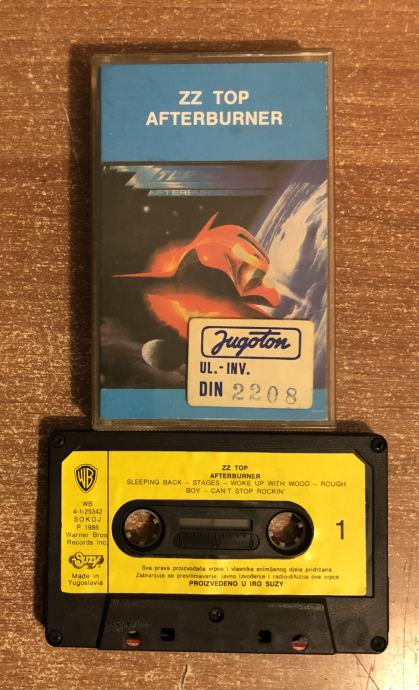 ZZ TOP
AFTERBURNER
AFTERBURNER
Jugoton
UL.-INV.
DIN 2208
ZZ TOP
AFTERBURNER
SLEEPING BACK – STAGES – WOKE UP WITH WOOD – ROUGH
BOY – CAN'T STOP ROCKIN'
WB
WB
4-1-25342
SOKOJ
P 1986
Warner Bros
Records Inc.
SUZY
Made in
Yugoslavia
1
Sva prava proizvođača vrpce i vlasnika snimljenog djela pridržana
Zabranjuje se presnimavanje, javno izvođenje i radio-difuzija ove vrpce
PROIZVEDENO U IRO SUZY